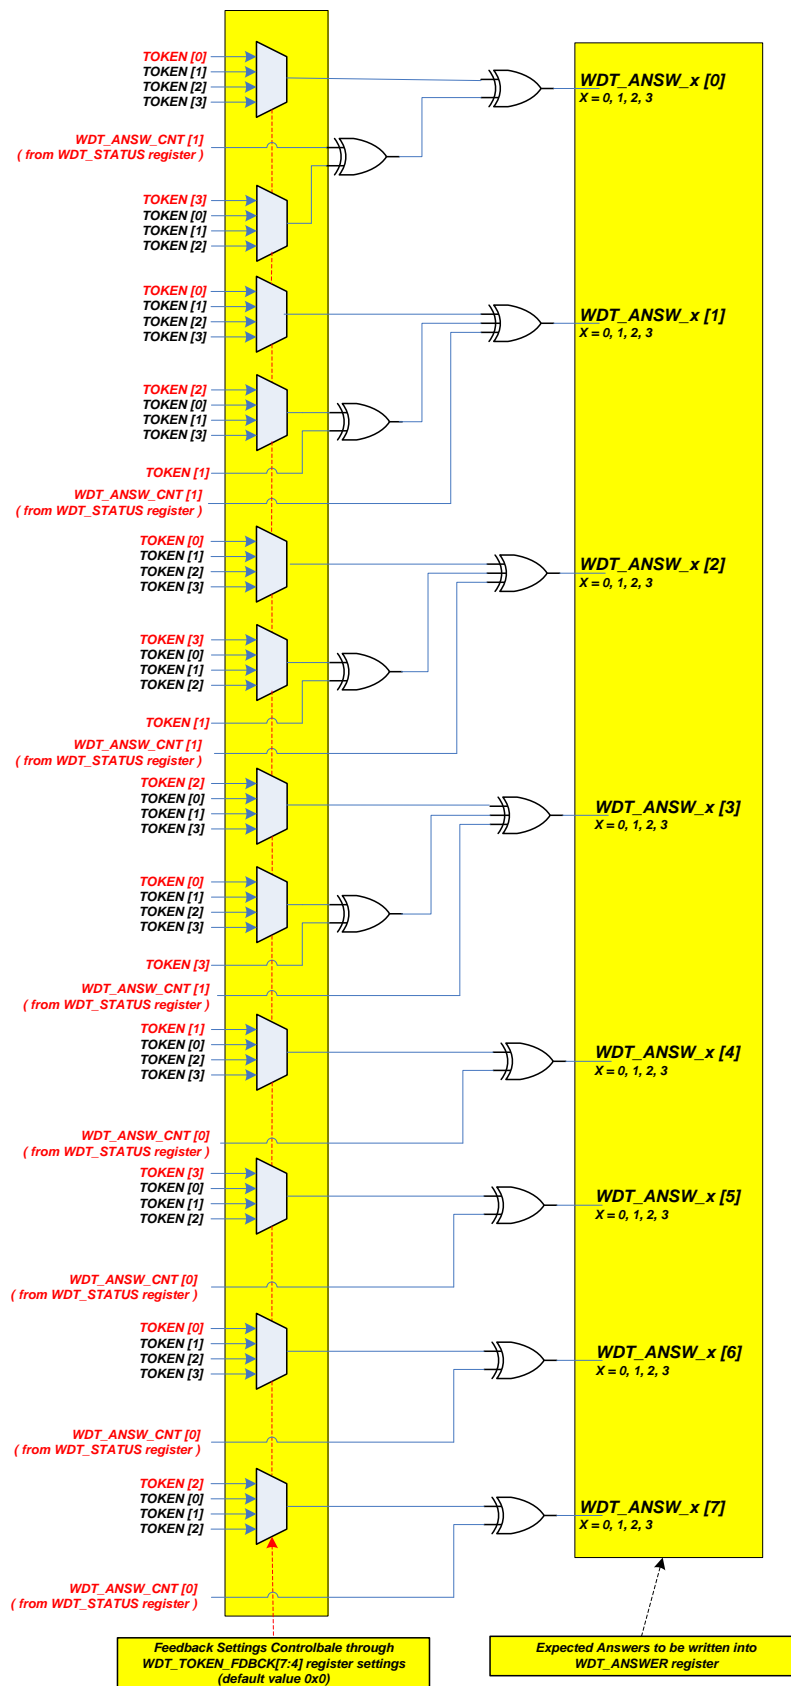 TOKEN [0]
TOKEN [1]
TOKEN [2]
TOKEN [3]
WDT_ANSW_x [0]
X = 0, 1, 2, 3
WDT_ANSW_CNT [1]
( from WDT_STATUS register )
TOKEN [3]
TOKEN [0]
TOKEN [1]
TOKEN [2]
TOKEN [0]
TOKEN [1]
TOKEN [2]
TOKEN [3]
WDT_ANSW_x [1]
X = 0, 1, 2, 3
TOKEN [2]
TOKEN [0]
TOKEN [1]
TOKEN [3]
TOKEN [1]
WDT_ANSW_CNT [1]
( from WDT_STATUS register )
TOKEN [0]
TOKEN [1]
TOKEN [2]
TOKEN [3]
WDT_ANSW_x [2]
X = 0, 1, 2, 3
TOKEN [3]
TOKEN [0]
TOKEN [1]
TOKEN [2]
TOKEN [1]
WDT_ANSW_CNT [1]
( from WDT_STATUS register )
TOKEN [2]
TOKEN [0]
TOKEN [1]
TOKEN [3]
WDT_ANSW_x [3]
X = 0, 1, 2, 3
TOKEN [0]
TOKEN [1]
TOKEN [2]
TOKEN [3]
TOKEN [3]
WDT_ANSW_CNT [1]
( from WDT_STATUS register )
TOKEN [1]
TOKEN [0]
TOKEN [2]
TOKEN [3]
WDT_ANSW_x [4]
X = 0, 1, 2, 3
WDT_ANSW_CNT [0]
( from WDT_STATUS register )
TOKEN [3]
TOKEN [0]
TOKEN [1]
TOKEN [2]
WDT_ANSW_x [5]
X = 0, 1, 2, 3
WDT_ANSW_CNT [0]
( from WDT_STATUS register )
TOKEN [0]
TOKEN [1]
TOKEN [2]
TOKEN [3]
WDT_ANSW_x [6]
X = 0, 1, 2, 3
WDT_ANSW_CNT [0]
( from WDT_STATUS register )
TOKEN [2]
TOKEN [0]
TOKEN [1]
TOKEN [2]
WDT_ANSW_x [7]
X = 0, 1, 2, 3
WDT_ANSW_CNT [0]
( from WDT_STATUS register )
Feedback Settings Controlbale through
WDT_TOKEN_FDBCK[7:4] register settings
(default value 0x0)
Expected Answers to be written into
WDT_ANSWER register